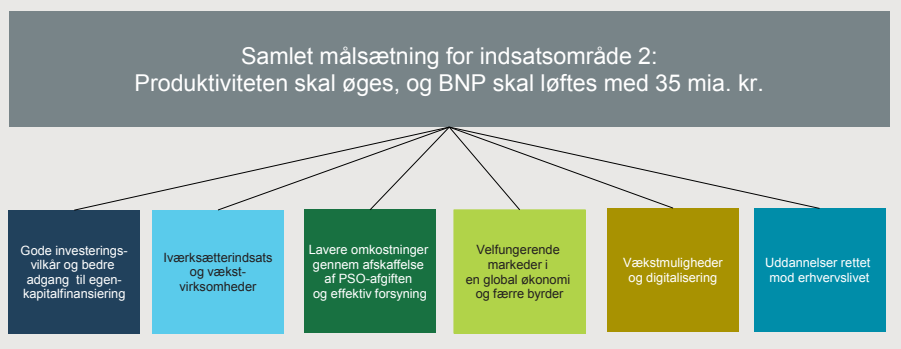 Samlet målsætning for indsatsområde 2:
Produktiviteten skal øges, og BNP skal løftes med 35 mia. kr.
Gode investerings-
vilkår og bedre
adgang til egen-
kapitalfinansiering
Iværksætterindsats
og vækst-
virksomheder
Lavere omkostninger
gennem afskaffelse
af PSO-afgiften
og effektiv forsyning
Velfungerende
markeder i
en global økonomi
og færre byrder
Vækstmuligheder
og digitalisering
Uddannelser rettet
mod erhvervslivet